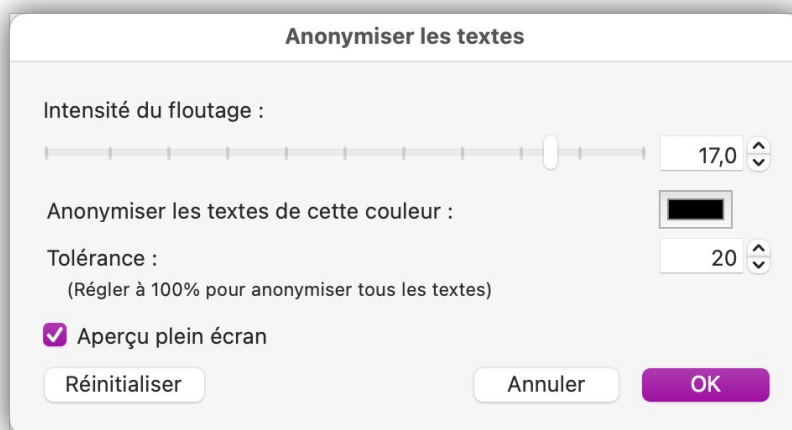 Anonymiser les textes
Intensité du floutage :
17,0
Anonymiser les textes de cette couleur :
Tolérance :
20
(Régler à 100% pour anonymiser tous les textes)
Aperçu plein écran
Réinitialiser
Annuler
OK